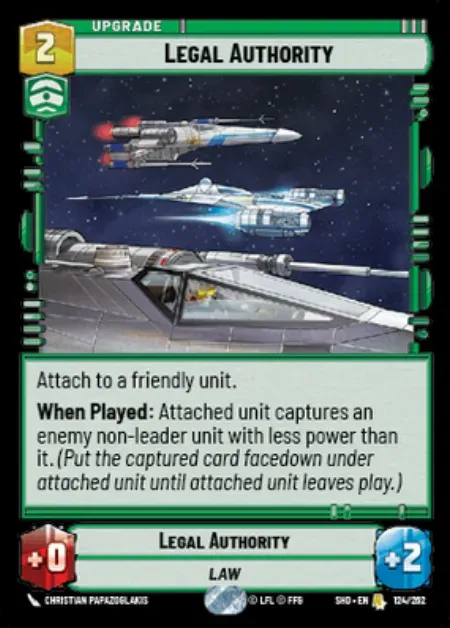 UPGRADE
2
LEGAL AUTHORITY
Attach to a friendly unit.
When Played: Attached unit captures an
enemy non-leader unit with less power than
it. (Put the captured card facedown under
attached unit until attached unit leaves play.)
+0
LEGAL AUTHORITY
+2
LAW
CHRISTIAN PAPAZOGLAKIS
© LFL © FFG
SHD • EN
124/262